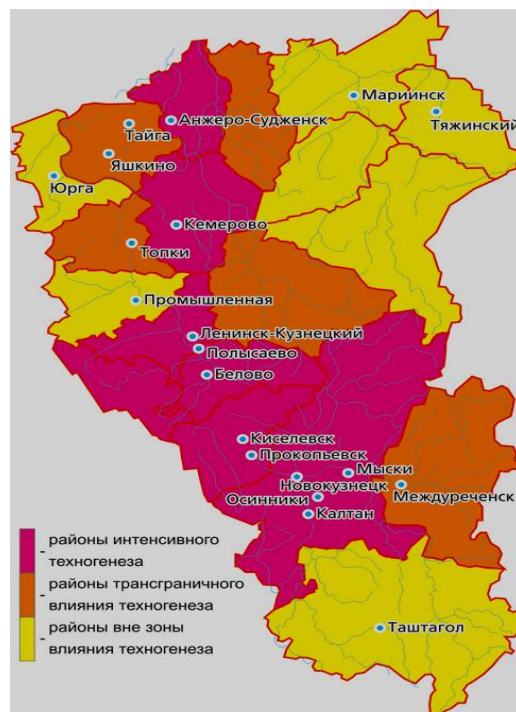 Мариинск
Тяжинский
Анжеро-Судженск
Тайга
Яшкино
Юрга
Кемерово
Топки
Промышленная
Ленинск-Кузнецкий
Полысаево
Белово
Киселевск
Прокопьевск
Мыски
Новокузнецк
Междуреченск
Осинники
Калтан
Таштагол
- районы интенсивного
техногенеза
- районы трансграничного
влияния техногенеза
- районы вне зоны
влияния техногенеза